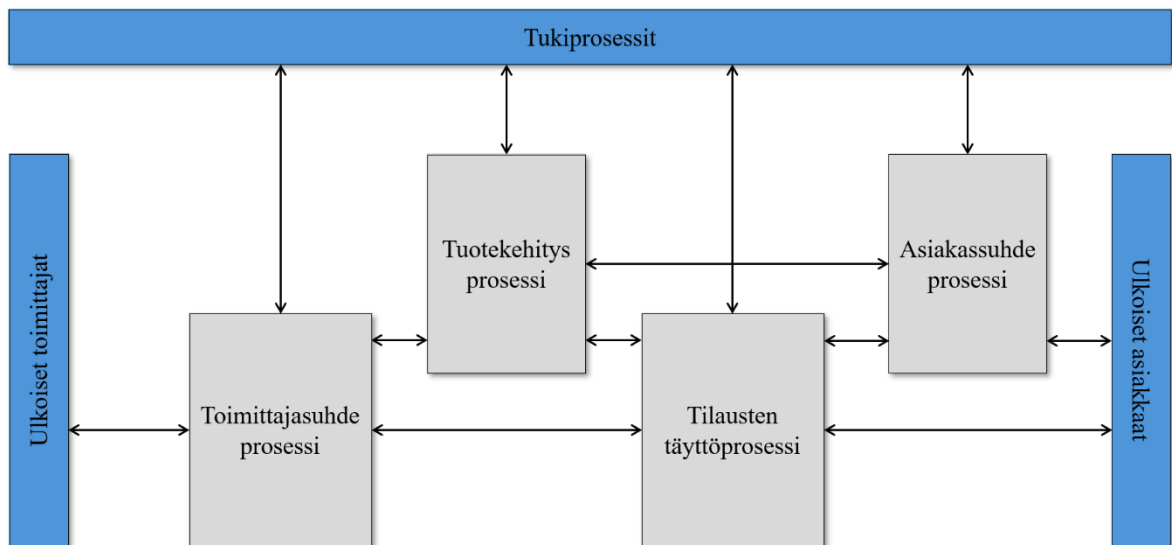 Tukiprosessit
Ulkoiset toimittajat
Tuotekehitys
prosessi
Asiakassuhde
prosessi
Ulkoiset asiakkaat
Toimittajasuhde
prosessi
Tilausten
täyttöprosessi